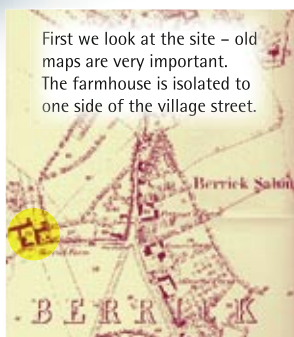 First we look at the site – old
maps are very important.
The farmhouse is isolated to
one side of the village street.
Berrick Salom
BERRICK